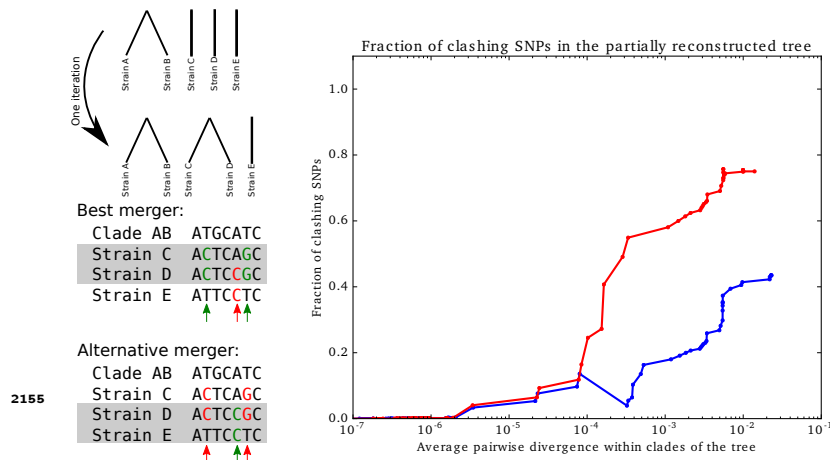 Strain A
Strain B
Strain C
Strain D
Strain E
One iteration
Strain A
Strain B
Strain C
Strain D
Strain E
Best merger:
Clade AB ATGCATC
Strain C ACTCAGC
Strain D ACTCCGC
Strain E ATTCCTC
Alternative merger:
Clade AB ATGCATC
Strain C ACTCAGC
Strain D ACTCCGC
Strain E ATTCCTC
2155
Fraction of clashing SNPs in the partially reconstructed tree
Fraction of clashing SNPs
1.0
0.8
0.6
0.4
0.2
0.0
10^-7 10^-6 10^-5 10^-4 10^-3 10^-2 10^-1
Average pairwise divergence within clades of the tree